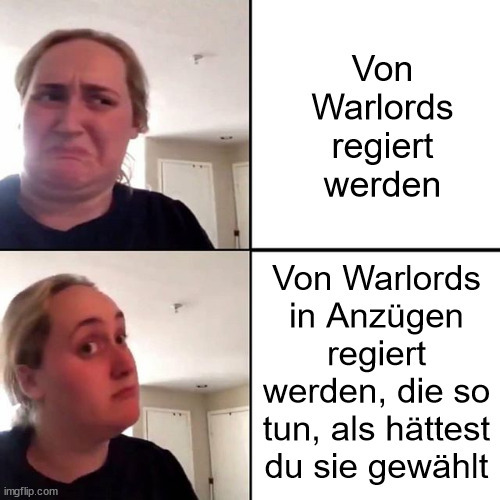 Von
Warlords
regiert
werden
Von Warlords
in Anzügen
regiert
werden, die so
tun, als hättest
du sie gewählt
imgflip.com